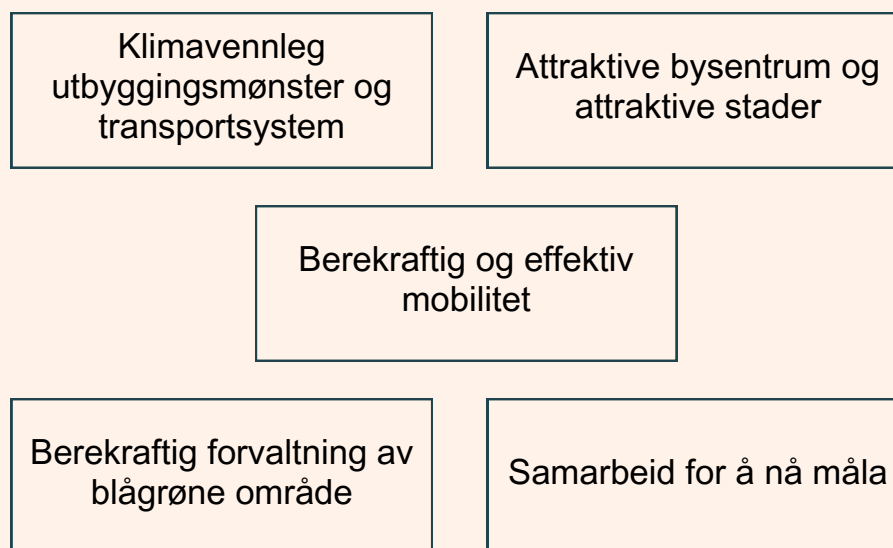 Klimavennleg
utbyggingsmønster og
transportsystem
Attraktive bysentrum og
attraktive stader
Berekraftig og effektiv
mobilitet
Berekraftig forvaltning av
blågrøne område
Samarbeid for å nå måla